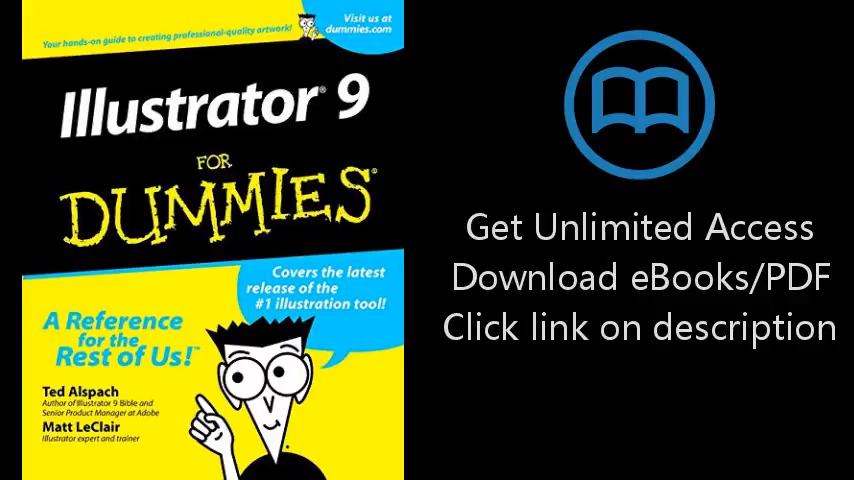 Your hands-on guide to creating professional-quality artwork!
Visit us at
dummies.com
Illustrator® 9
FOR
DUMMIES®
Covers the latest
release of the
#1 illustration tool!
A Reference
for the
Rest of Us!™
Ted Alspach
Author of Illustrator 9 Bible and
Senior Product Manager at Adobe
Matt LeClair
Illustrator expert and trainer
Get Unlimited Access
Download eBooks/PDF
Click link on description